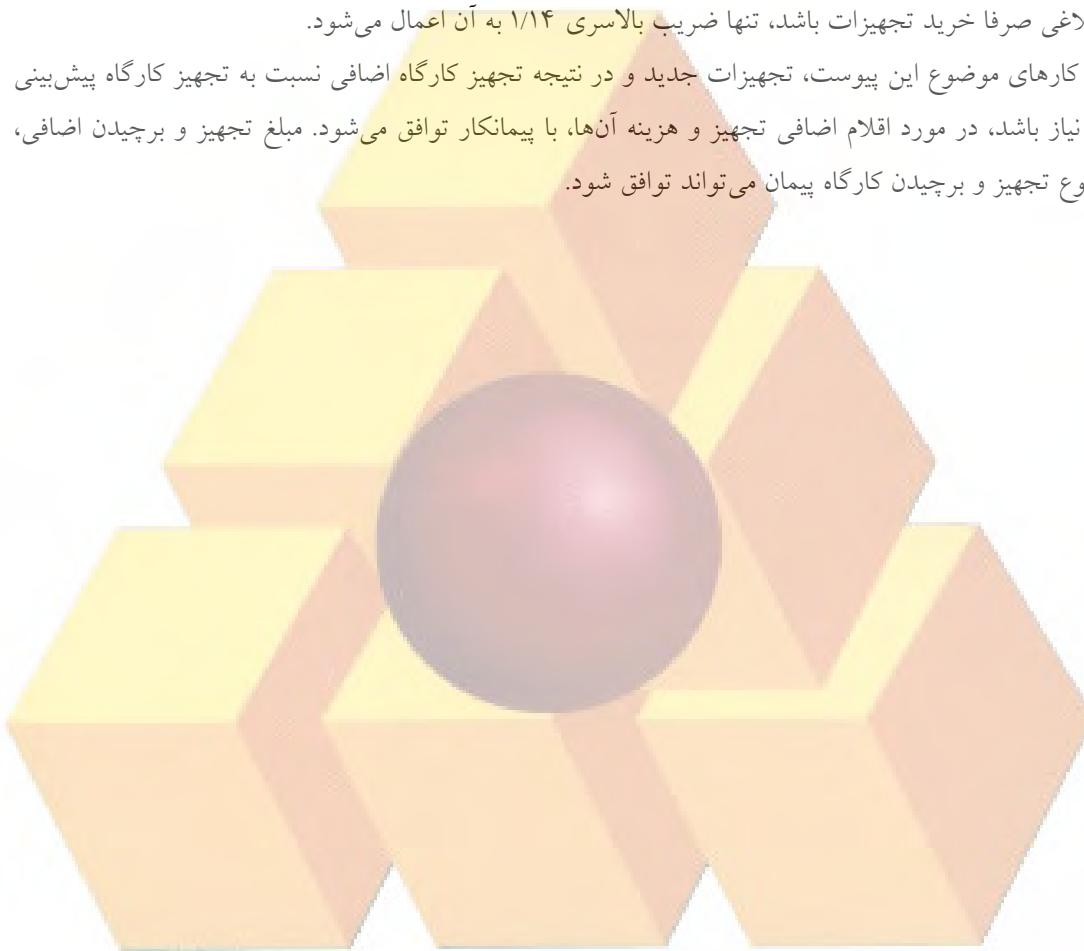 لاغی صرفا خرید تجهیزات باشد، تنها ضریب بالاسری ۱/۱۴ به آن اعمال می‌شود.
کارهای موضوع این پیوست، تجهیزات جدید و در نتیجه تجهیز کارگاه اضافی نسبت به تجهیز کارگاه پیش‌بینی
نیاز باشد، در مورد اقلام اضافی تجهیز و هزینه آن‌ها، با پیمانکار توافق می‌شود. مبلغ تجهیز و برچیدن اضافی،
وع تجهیز و برچیدن کارگاه پیمان می‌تواند توافق شود.